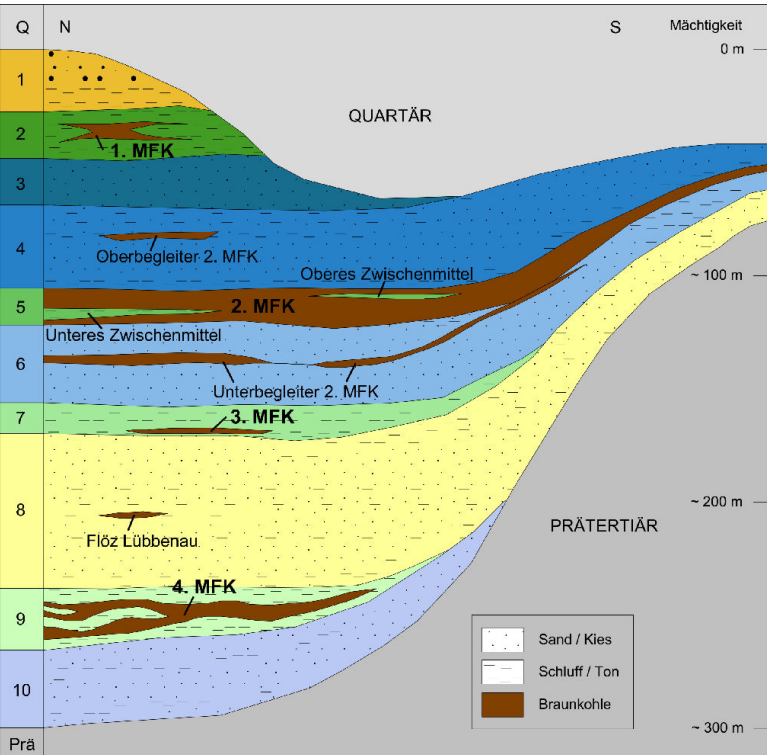 Q N S Mächtigkeit
0 m
1
QUARTÄR
2
1. MFK
3
4
Oberbegleiter 2. MFK
Oberes Zwischenmittel
~ 100 m
5
2. MFK
Unteres Zwischenmittel
6
Unterbegleiter 2. MFK
7
3. MFK
8
~ 200 m
PRÄTERTIÄR
Flöz Lübbenau
4. MFK
9
Sand / Kies
Schluff / Ton
10
Braunkohle
~ 300 m
Prä